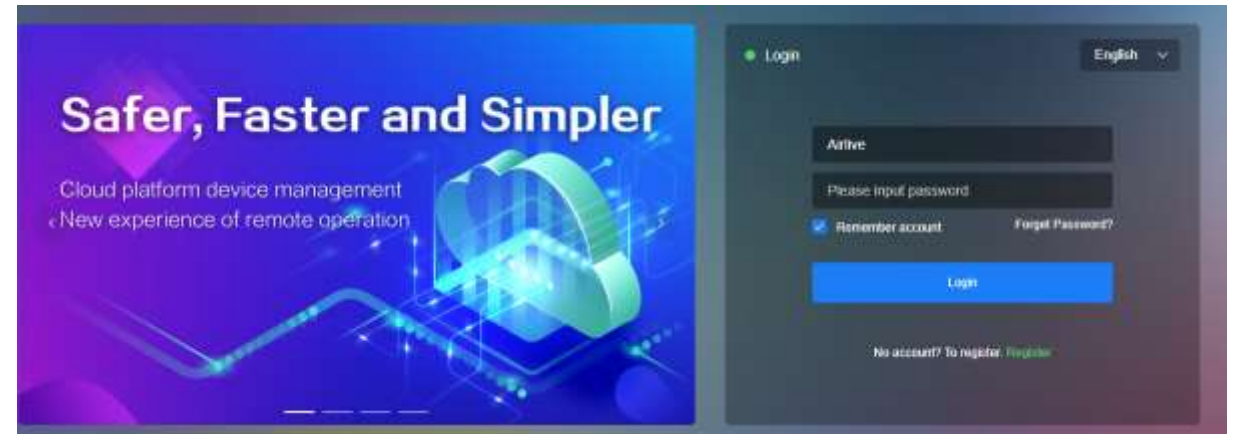 Safer, Faster and Simpler
Cloud platform device management
New experience of remote operation
Login
English
Airlive
Please input password
Remember account
Forget Password?
Login
No account? To register. Register